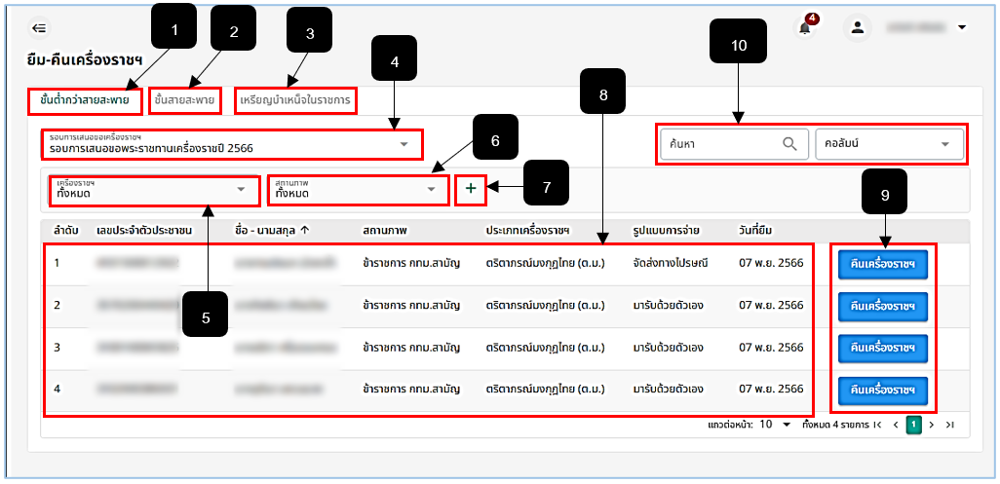 1
2
3
4
4
10
ยืม-คืนเครื่องราชฯ
8
ชั้นต่ำกว่าสายสะพาย ชั้นสายสะพาย เหรียญบำเหน็จในราชการ
6
รอบการเสนอขอเครื่องราชฯ
รอบการเสนอขอพระราชทานเครื่องราชปี 2566
ค้นหา คอลัมน์
7
9
เครื่องราชฯ สถานภาพ
ทั้งหมด ทั้งหมด +
ลำดับ เลขประจำตัวประชาชน ชื่อ - นามสกุล สถานภาพ ประเภทเครื่องราชฯ รูปแบบการจ่าย วันที่ยืม
1 ข้าราชการ กทม.สามัญ ตริตาภรณ์มงกุฎไทย (ต.ม.) จัดส่งทางไปรษณี 07 พ.ย. 2566 คืนเครื่องราชฯ
2 ข้าราชการ กทม.สามัญ ตริตาภรณ์มงกุฎไทย (ต.ม.) มารับด้วยตัวเอง 07 พ.ย. 2566 คืนเครื่องราชฯ
5
3 ข้าราชการ กทม.สามัญ ตริตาภรณ์มงกุฎไทย (ต.ม.) มารับด้วยตัวเอง 07 พ.ย. 2566 คืนเครื่องราชฯ
4 ข้าราชการ กทม.สามัญ ตริตาภรณ์มงกุฎไทย (ต.ม.) มารับด้วยตัวเอง 07 พ.ย. 2566 คืนเครื่องราชฯ
แถวต่อหน้า: 10 ทั้งหมด 4 รายการ 1